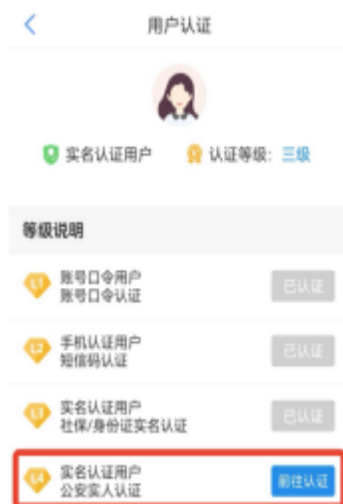 用户认证
实名认证用户 认证等级：三级
等级说明
L1 账号口令用户
账号口令认证
已认证
L2 手机认证用户
短信码认证
已认证
L3 实名认证用户
社保/身份证实名认证
已认证
L4 实名认证用户
公安实人认证
前往认证